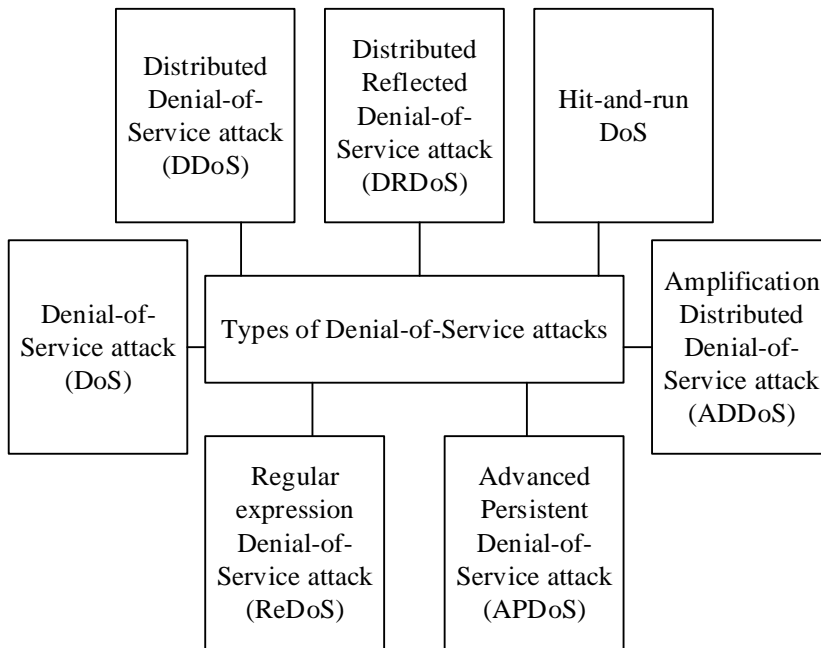 Distributed
Denial-of-
Service attack
(DDoS)
Distributed
Reflected
Denial-of-
Service attack
(DRDoS)
Hit-and-run
DoS
Denial-of-
Service attack
(DoS)
Types of Denial-of-Service attacks
Amplification
Distributed
Denial-of-
Service attack
(ADDoS)
Regular
expression
Denial-of-
Service attack
(ReDoS)
Advanced
Persistent
Denial-of-
Service attack
(APDoS)